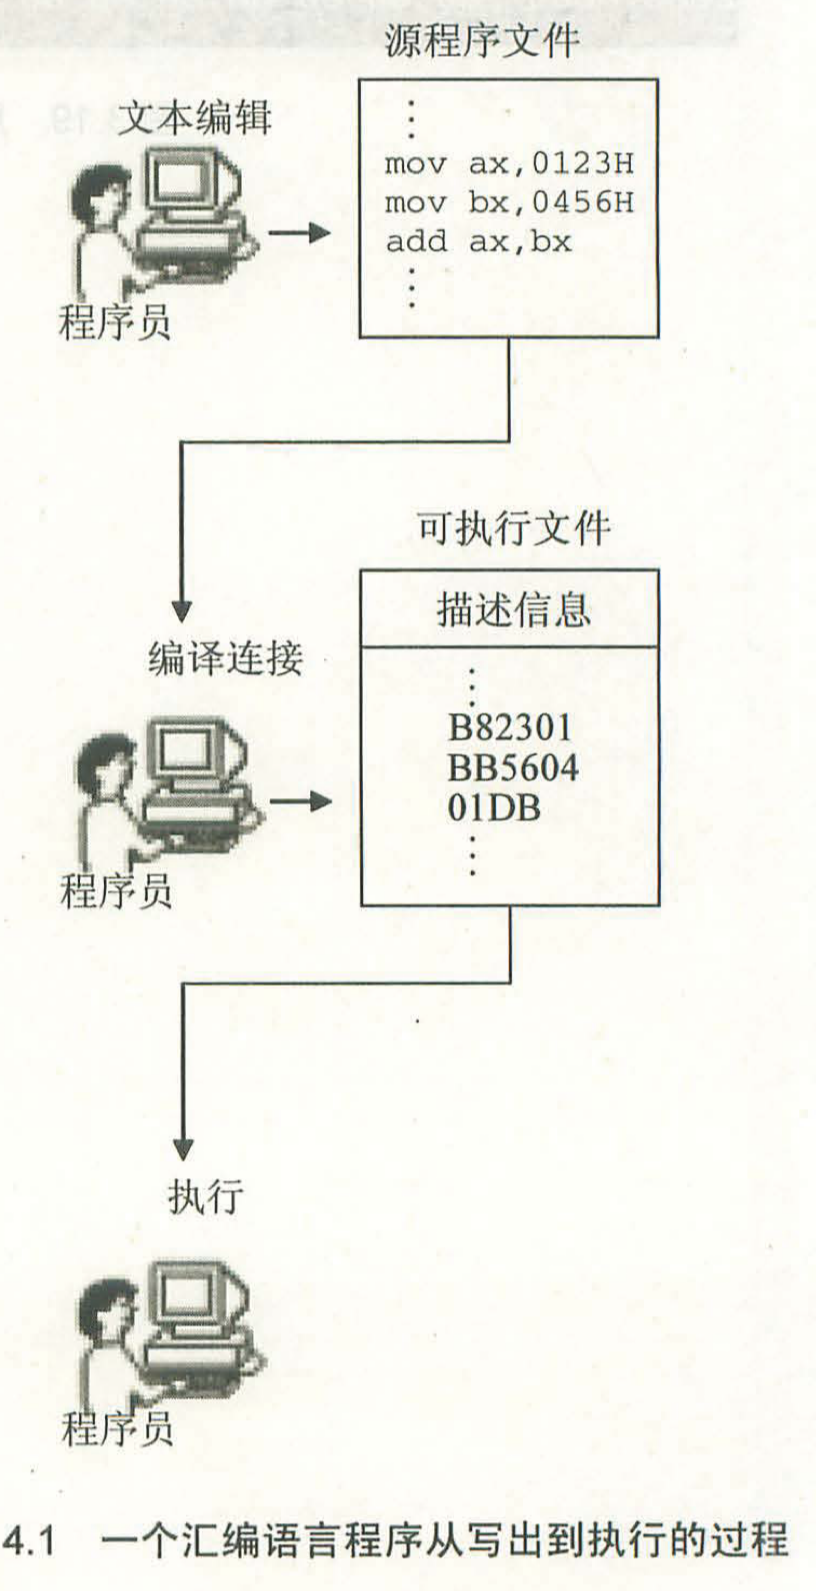 源程序文件
文本编辑
⋮
mov ax,0123H
mov bx,0456H
add ax,bx
⋮
程序员
可执行文件
描述信息
编译连接
⋮
B82301
BB5604
01DB
⋮
程序员
执行
程序员
4.1 一个汇编语言程序从写出到执行的过程